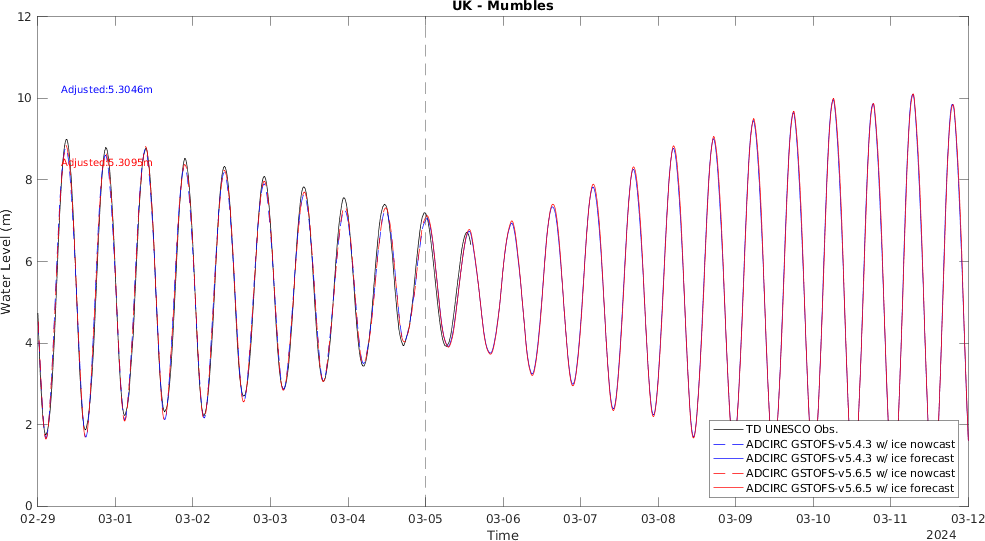 UK - Mumbles
12
10
8
6
4
2
0
Water Level (m)
Adjusted:5.3046m
Adjusted:5.3095m
TD UNESCO Obs.
ADCIRC GSTOFS-v5.4.3 w/ ice nowcast
ADCIRC GSTOFS-v5.4.3 w/ ice forecast
ADCIRC GSTOFS-v5.6.5 w/ ice nowcast
ADCIRC GSTOFS-v5.6.5 w/ ice forecast
02-29 03-01 03-02 03-03 03-04 03-05 03-06 03-07 03-08 03-09 03-10 03-11 03-12
Time
2024